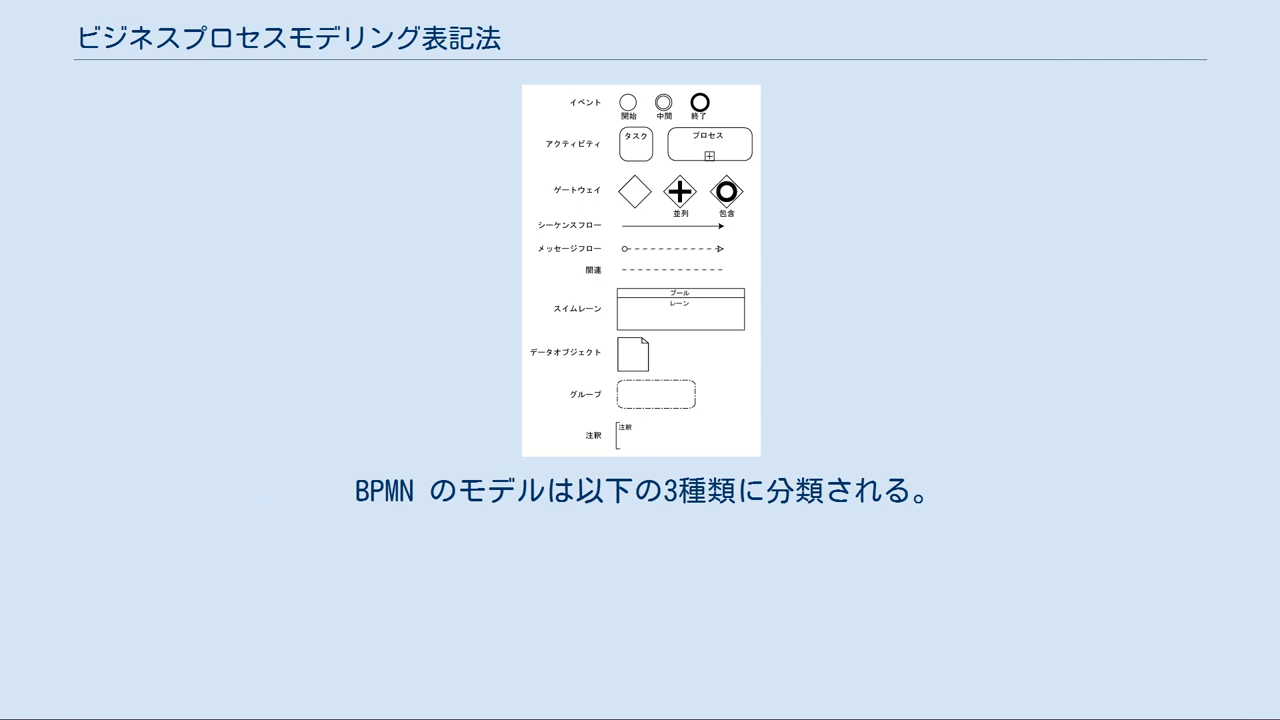 ビジネスプロセスモデリング表記法
イベント
開始 中間 終了
タスク プロセス
アクティビティ
ゲートウェイ
並列 包含
シーケンスフロー
メッセージフロー
関連
プール
レーン
スイムレーン
データオブジェクト
グループ
注釈
注釈
BPMN のモデルは以下の3種類に分類される。